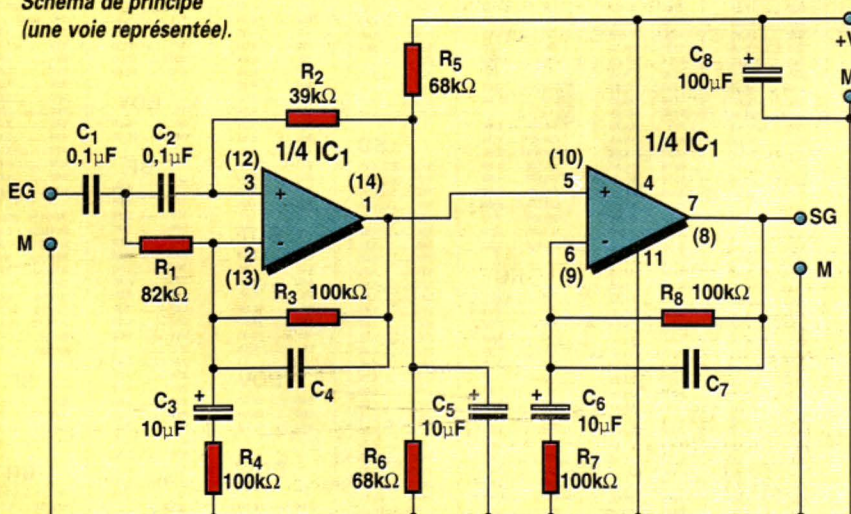 Schéma de principe
(une voie représentée).
R5
68kΩ
R2
39kΩ
C8
100µF
+
+V
M
C1
0,1µF
C2
0,1µF
(12)
1/4 IC1
(10)
1/4 IC1
EG
3
+
(14)
1
5
+
4
7
SG
M
2
-
(13)
6
-
(9)
11
(8)
M
R1
82kΩ
R3 100kΩ
R8 100kΩ
C4
C7
C3
10µF
+
C5
10µF
+
C6
10µF
+
R4
100kΩ
R6
68kΩ
R7
100kΩ